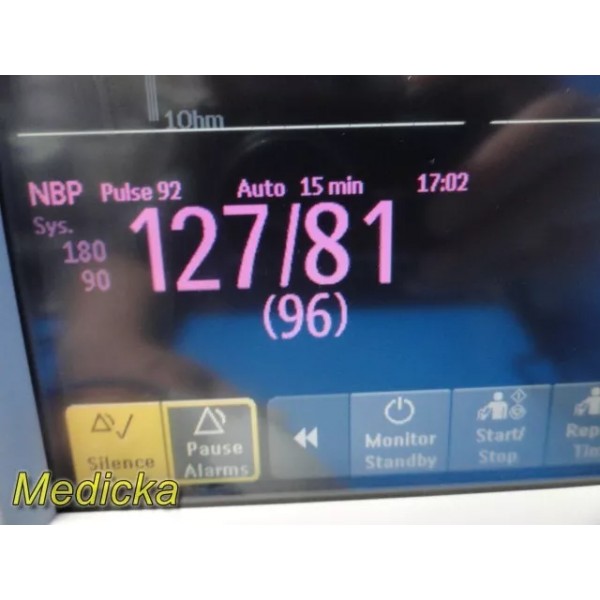 1Ohm
NBP Pulse 92 Auto 15 min 17:02
Sys.
180
90
127/81
(96)
Silence
Pause
Alarms
Monitor
Standby
Start/
Stop
Medicka